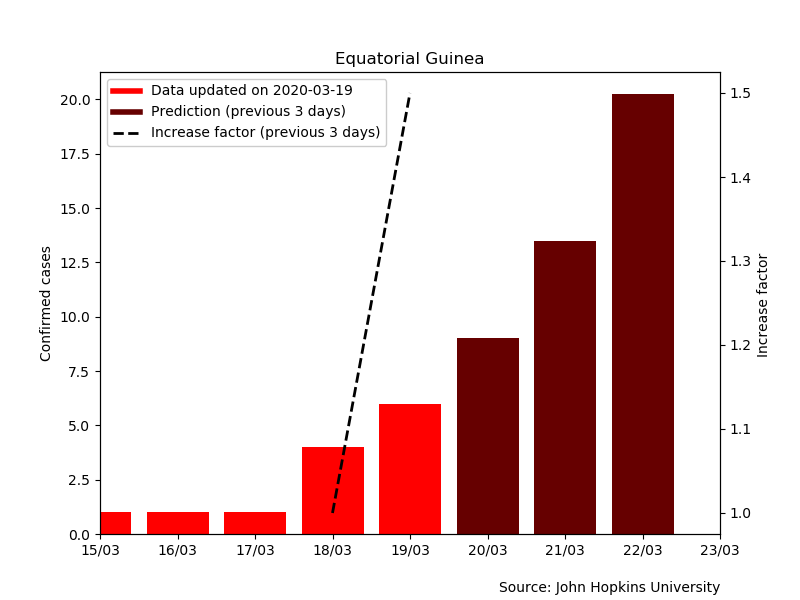 Equatorial Guinea
Data updated on 2020-03-19
Prediction (previous 3 days)
Increase factor (previous 3 days)
Confirmed cases
20.0
17.5
15.0
12.5
10.0
7.5
5.0
2.5
0.0
1.5
1.4
1.3
1.2
1.1
1.0
Increase factor
15/03 16/03 17/03 18/03 19/03 20/03 21/03 22/03 23/03
Source: John Hopkins University